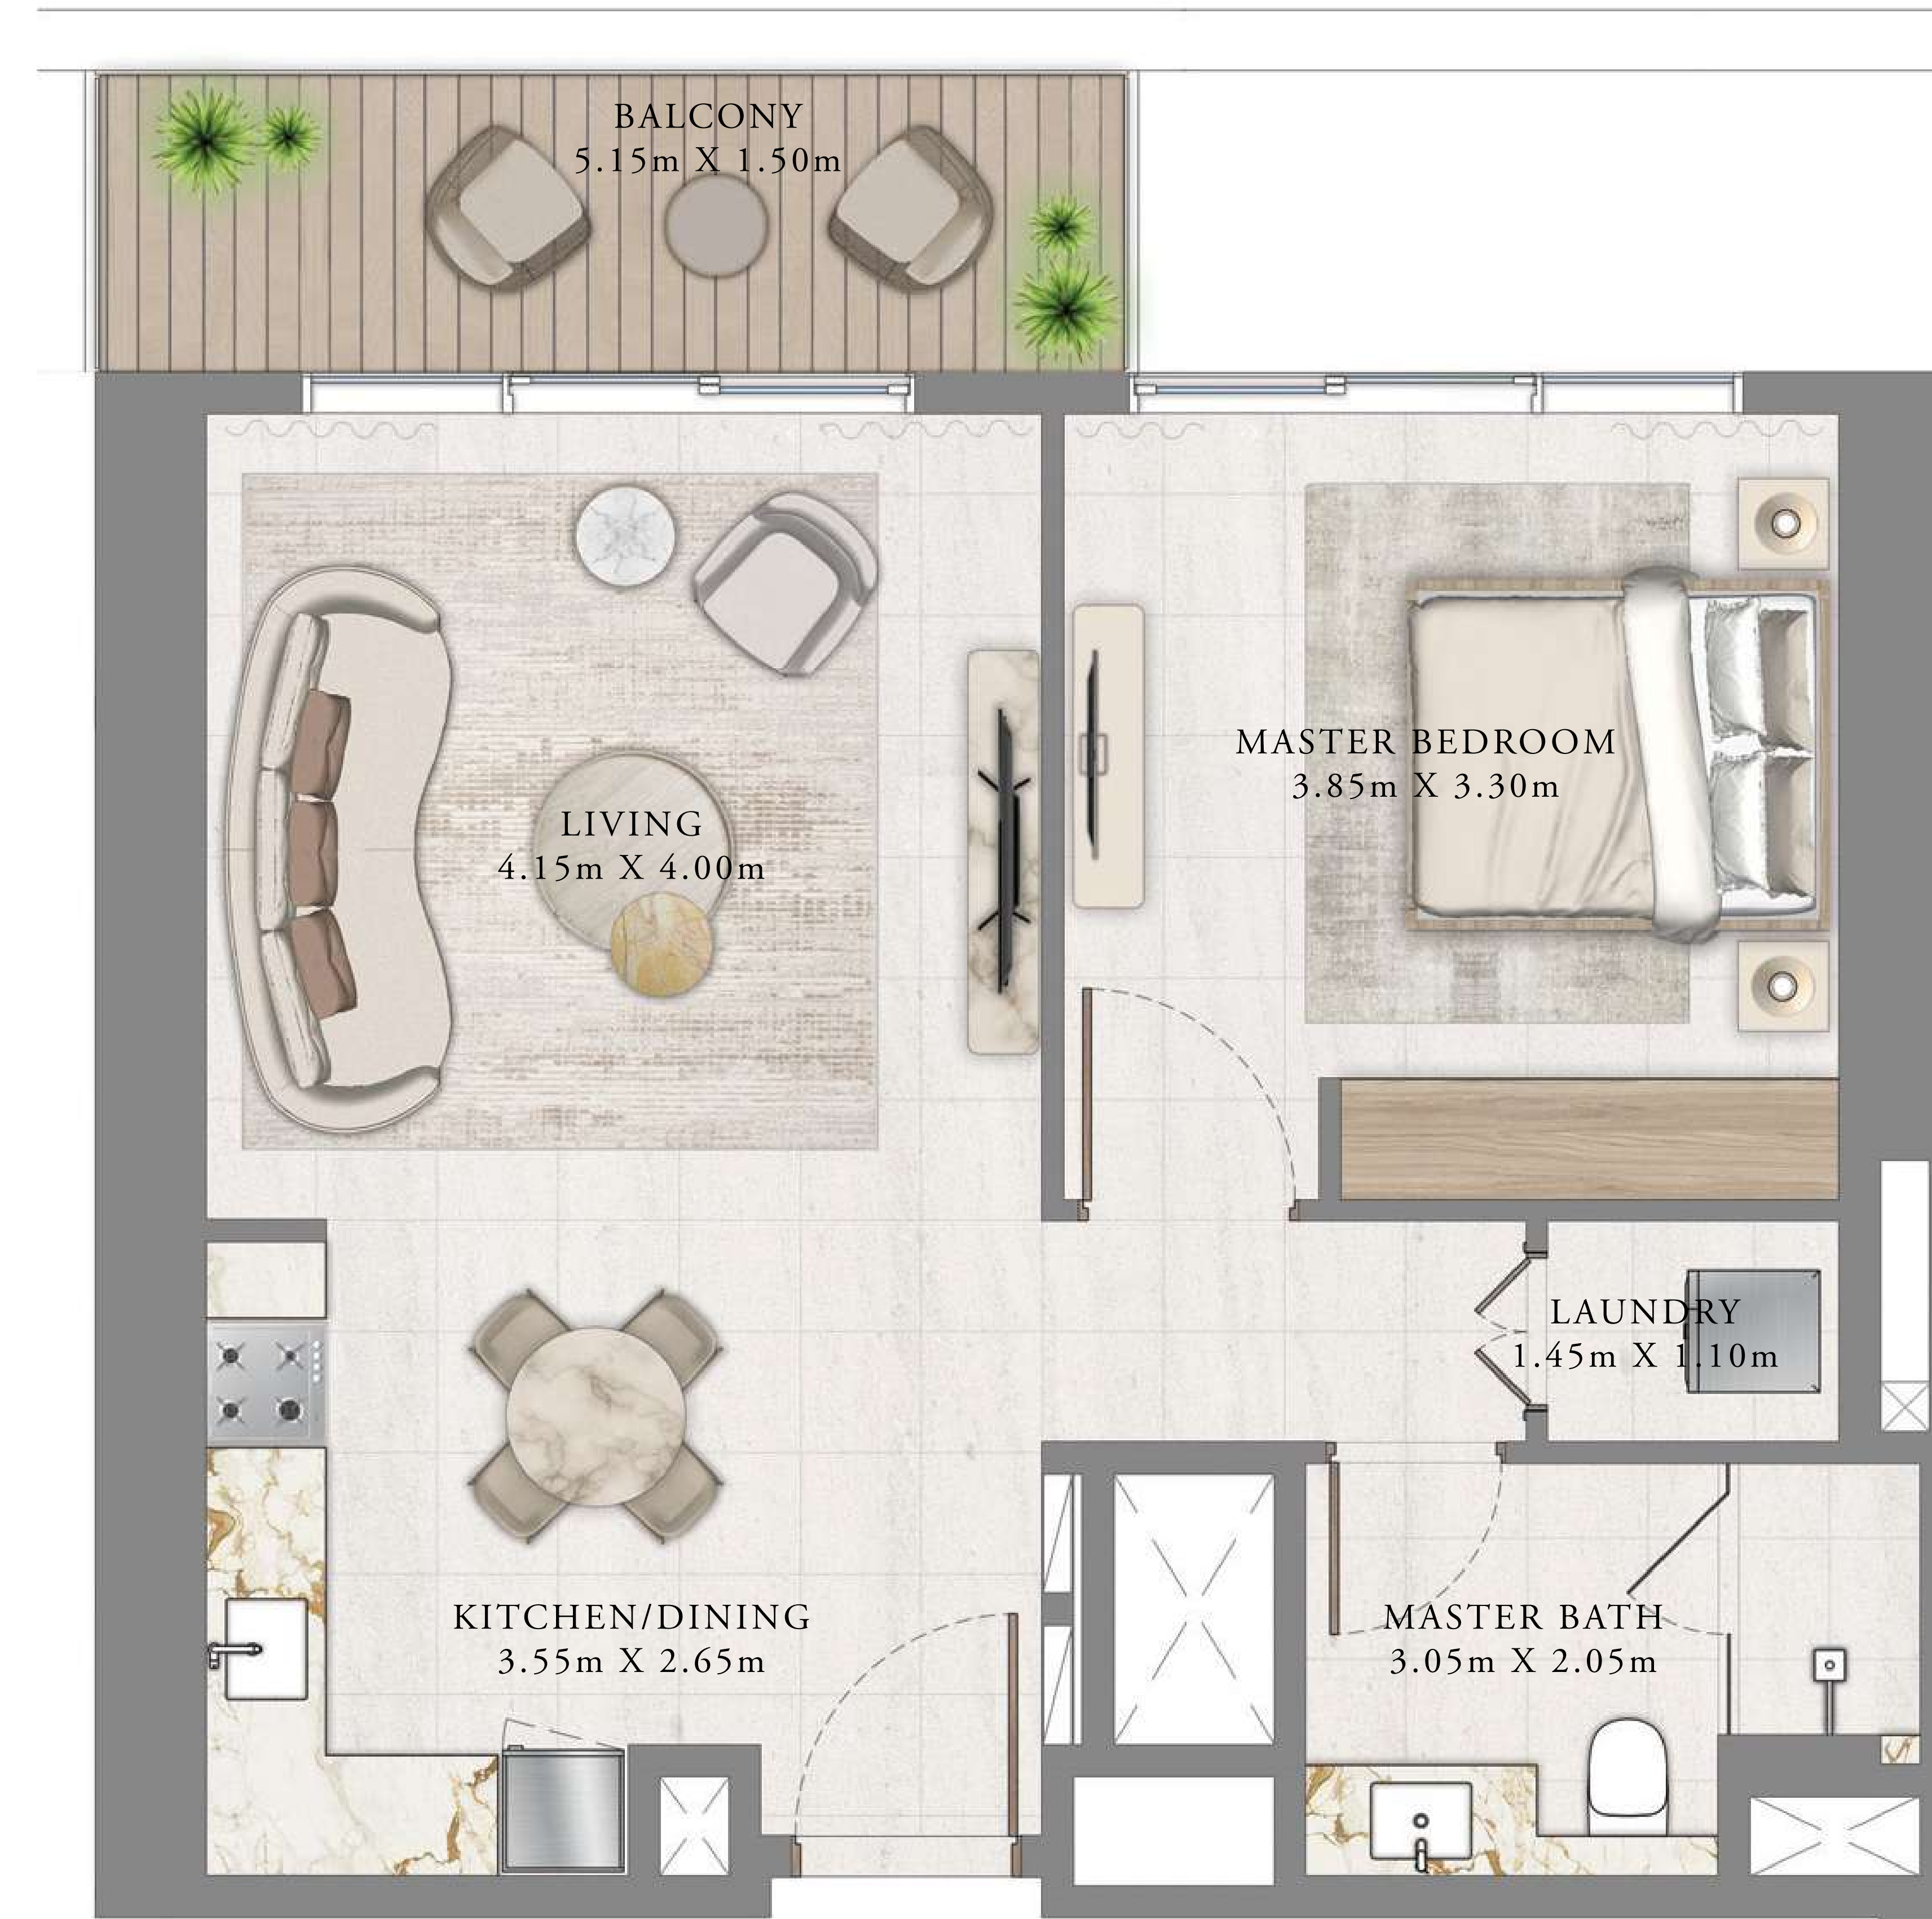 BALCONY
5.15m X 1.50m
MASTER BEDROOM
3.85m X 3.30m
LIVING
4.15m X 4.00m
LAUNDRY
1.45m X 1.10m
KITCHEN/DINING
3.55m X 2.65m
MASTER BATH
3.05m X 2.05m